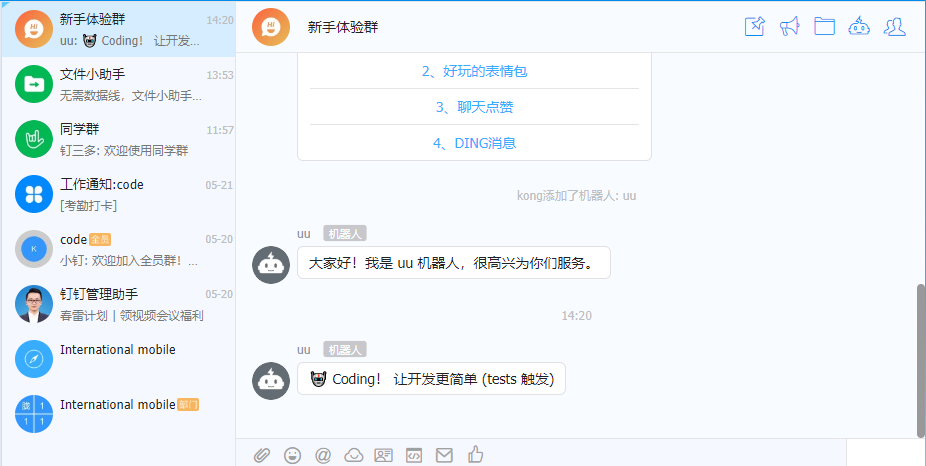 新手体验群 14:20
uu: Coding! 让开发…
文件小助手 13:53
无需数据线，文件小助手…
同学群 11:57
钉三多: 欢迎使用同学群
工作通知:code 05-21
[考勤打卡]
K
code 全员 05-20
小钉: 欢迎加入全员群！…
钉钉管理助手 05-20
春雷计划 | 领视频会议福利
International mobile
International mobile 部门
1
1 1
HI
新手体验群
2、好玩的表情包
3、聊天点赞
4、DING消息
kong添加了机器人: uu
uu 机器人
大家好！我是 uu 机器人，很高兴为你们服务。
14:20
uu 机器人
Coding! 让开发更简单 (tests 触发)